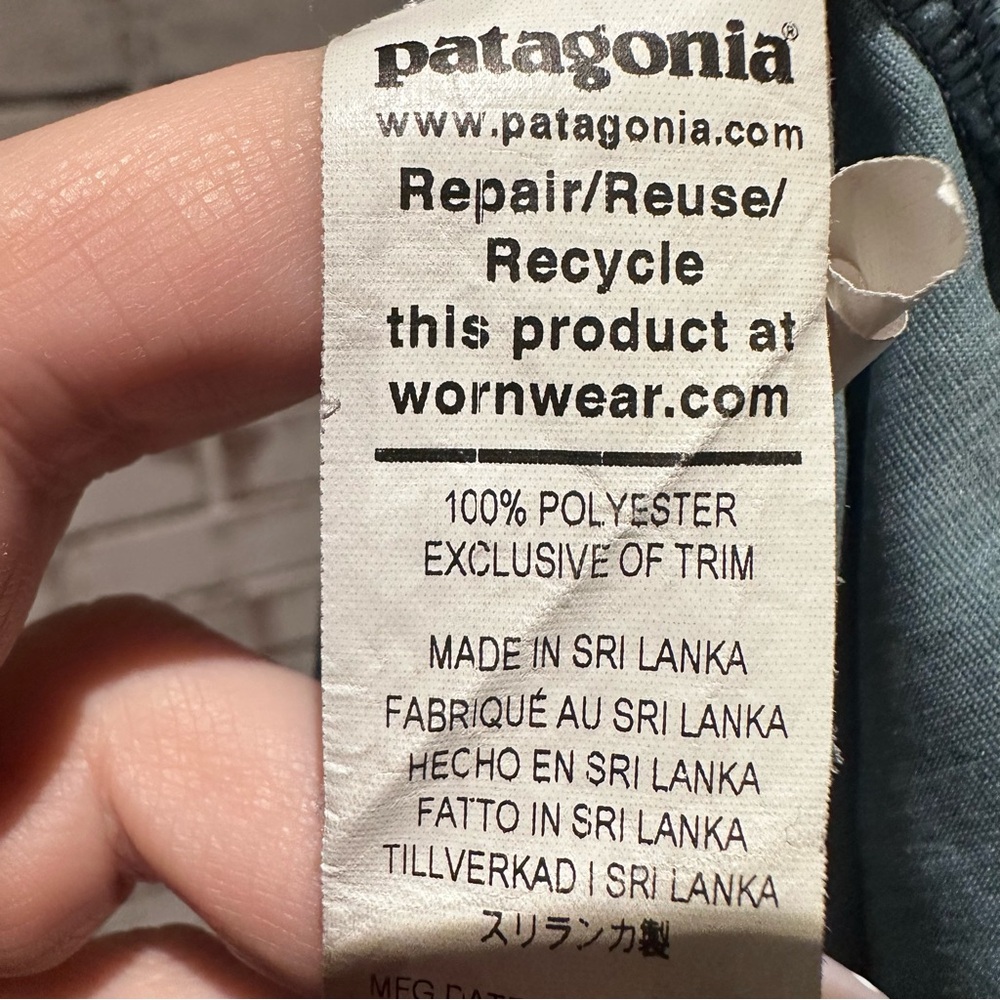 patagonia®
www.patagonia.com
Repair/Reuse/
Recycle
this product at
wornwear.com
100% POLYESTER
EXCLUSIVE OF TRIM
MADE IN SRI LANKA
FABRIQUÉ AU SRI LANKA
HECHO EN SRI LANKA
FATTO IN SRI LANKA
TILLVERKAD I SRI LANKA
スリランカ製
MFG DATE